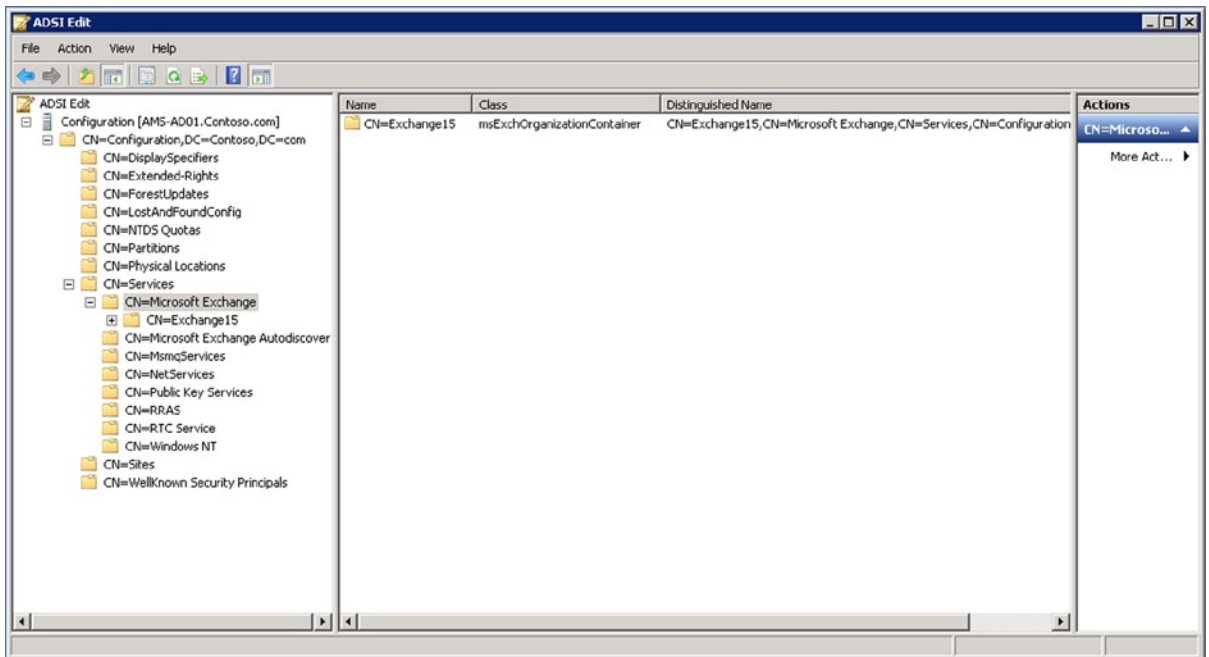 ADSI Edit
File Action View Help
ADSI Edit
Configuration [AMS-AD01.Contoso.com]
CN=Configuration,DC=Contoso,DC=com
CN=DisplaySpecifiers
CN=Extended-Rights
CN=ForestUpdates
CN=LostAndFoundConfig
CN=NTDS Quotas
CN=Partitions
CN=Physical Locations
CN=Services
CN=Microsoft Exchange
CN=Exchange15
CN=Microsoft Exchange Autodiscover
CN=MsmqServices
CN=NetServices
CN=Public Key Services
CN=RRAS
CN=RTC Service
CN=Windows NT
CN=Sites
CN=WellKnown Security Principals
Name Class Distinguished Name
CN=Exchange15 msExchOrganizationContainer CN=Exchange15,CN=Microsoft Exchange,CN=Services,CN=Configuration
Actions
CN=Microso...
More Act...